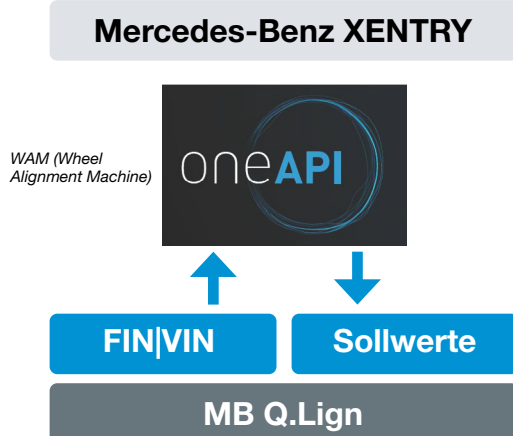 Mercedes-Benz XENTRY
WAM (Wheel
Alignment Machine)
oneAPI
FIN|VIN
Sollwerte
MB Q.Lign